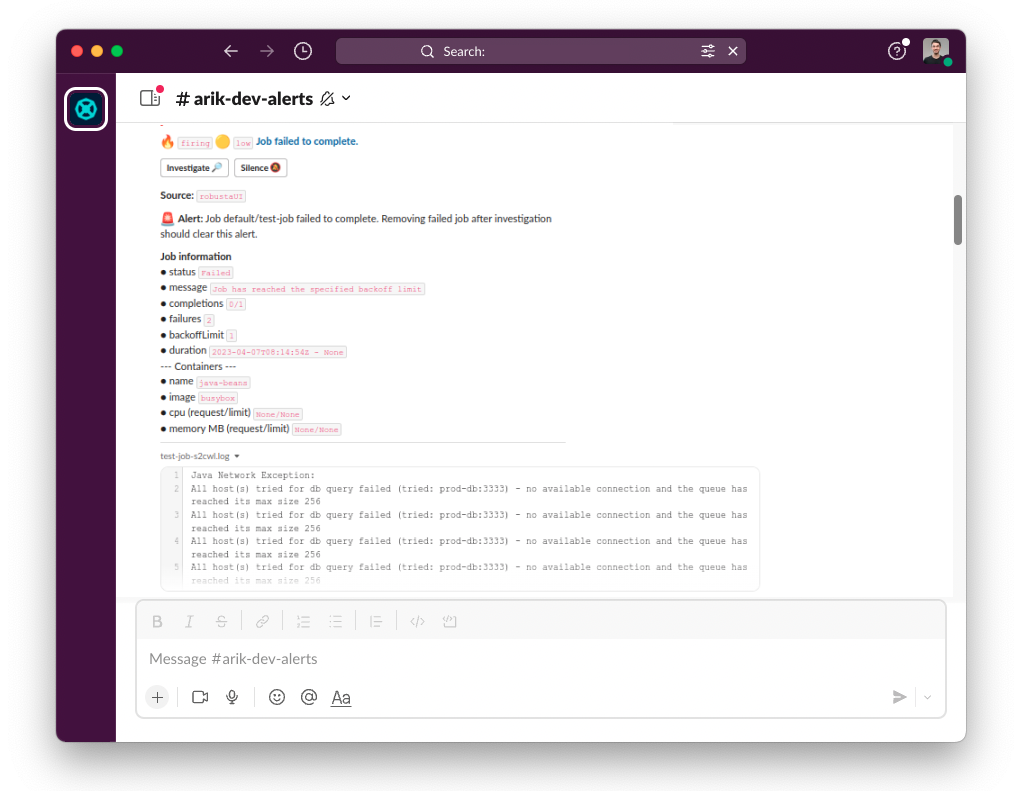 Search:
# arik-dev-alerts
firing low Job failed to complete.
Investigate Silence
Source: robustaUI
Alert: Job default/test-job failed to complete. Removing failed job after investigation
should clear this alert.
Job information
● status Failed
● message Job has reached the specified backoff limit
● completions 0/1
● failures 2
● backoffLimit 1
● duration 2023-04-07T08:14:54Z - None
--- Containers ---
● name java-beans
● image busybox
● cpu (request/limit) None/None
● memory MB (request/limit) None/None
test-job-s2cwl.log
1 Java Network Exception:
2 All host(s) tried for db query failed (tried: prod-db:3333) - no available connection and the queue has
reached its max size 256
3 All host(s) tried for db query failed (tried: prod-db:3333) - no available connection and the queue has
reached its max size 256
4 All host(s) tried for db query failed (tried: prod-db:3333) - no available connection and the queue has
reached its max size 256
5 All host(s) tried for db query failed (tried: prod-db:3333) - no available connection and the queue has
reached its max size 256
B I S
Message #arik-dev-alerts
+ @ Aa